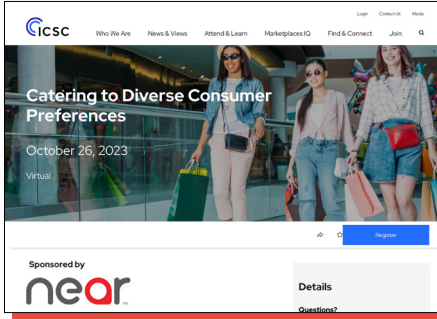 Login Contact Us Media
ICSC
Who We Are News & Views Attend & Learn Marketplaces IQ Find & Connect Join
Catering to Diverse Consumer
Preferences
October 26, 2023
Virtual
Register
Sponsored by
near
Details
Questions?